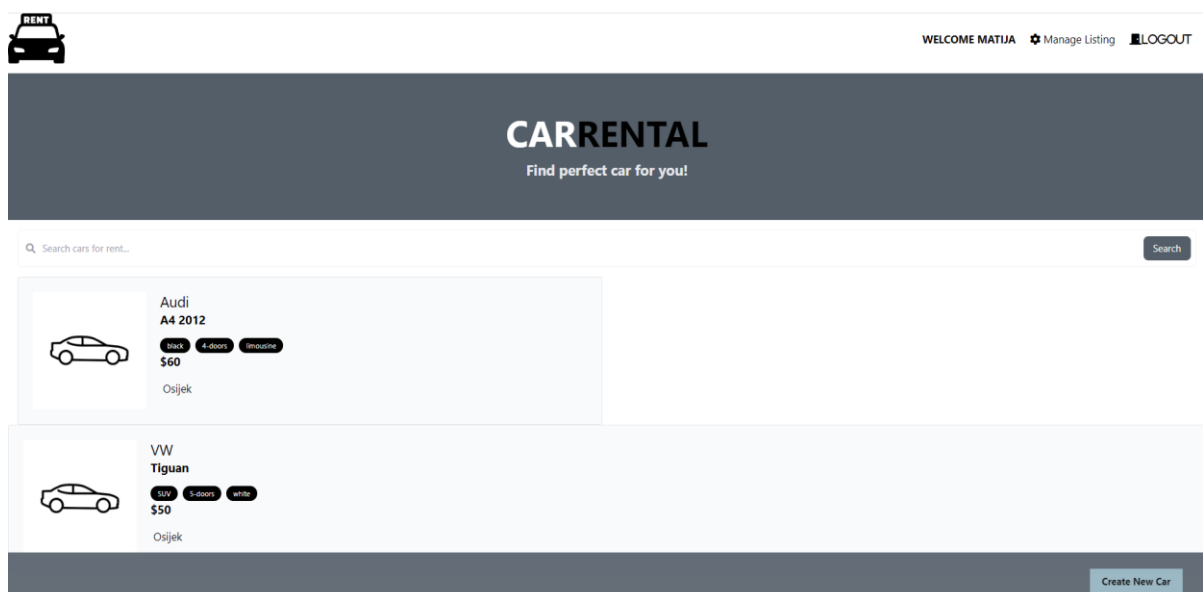 RENT
WELCOME MATIJA Manage Listing LOGOUT
CARRENTAL
Find perfect car for you!
Search cars for rent... Search
Audi
A4 2012
black 4-doors limousine
$60
Osijek
VW
Tiguan
SUV 5-doors white
$50
Osijek
Create New Car